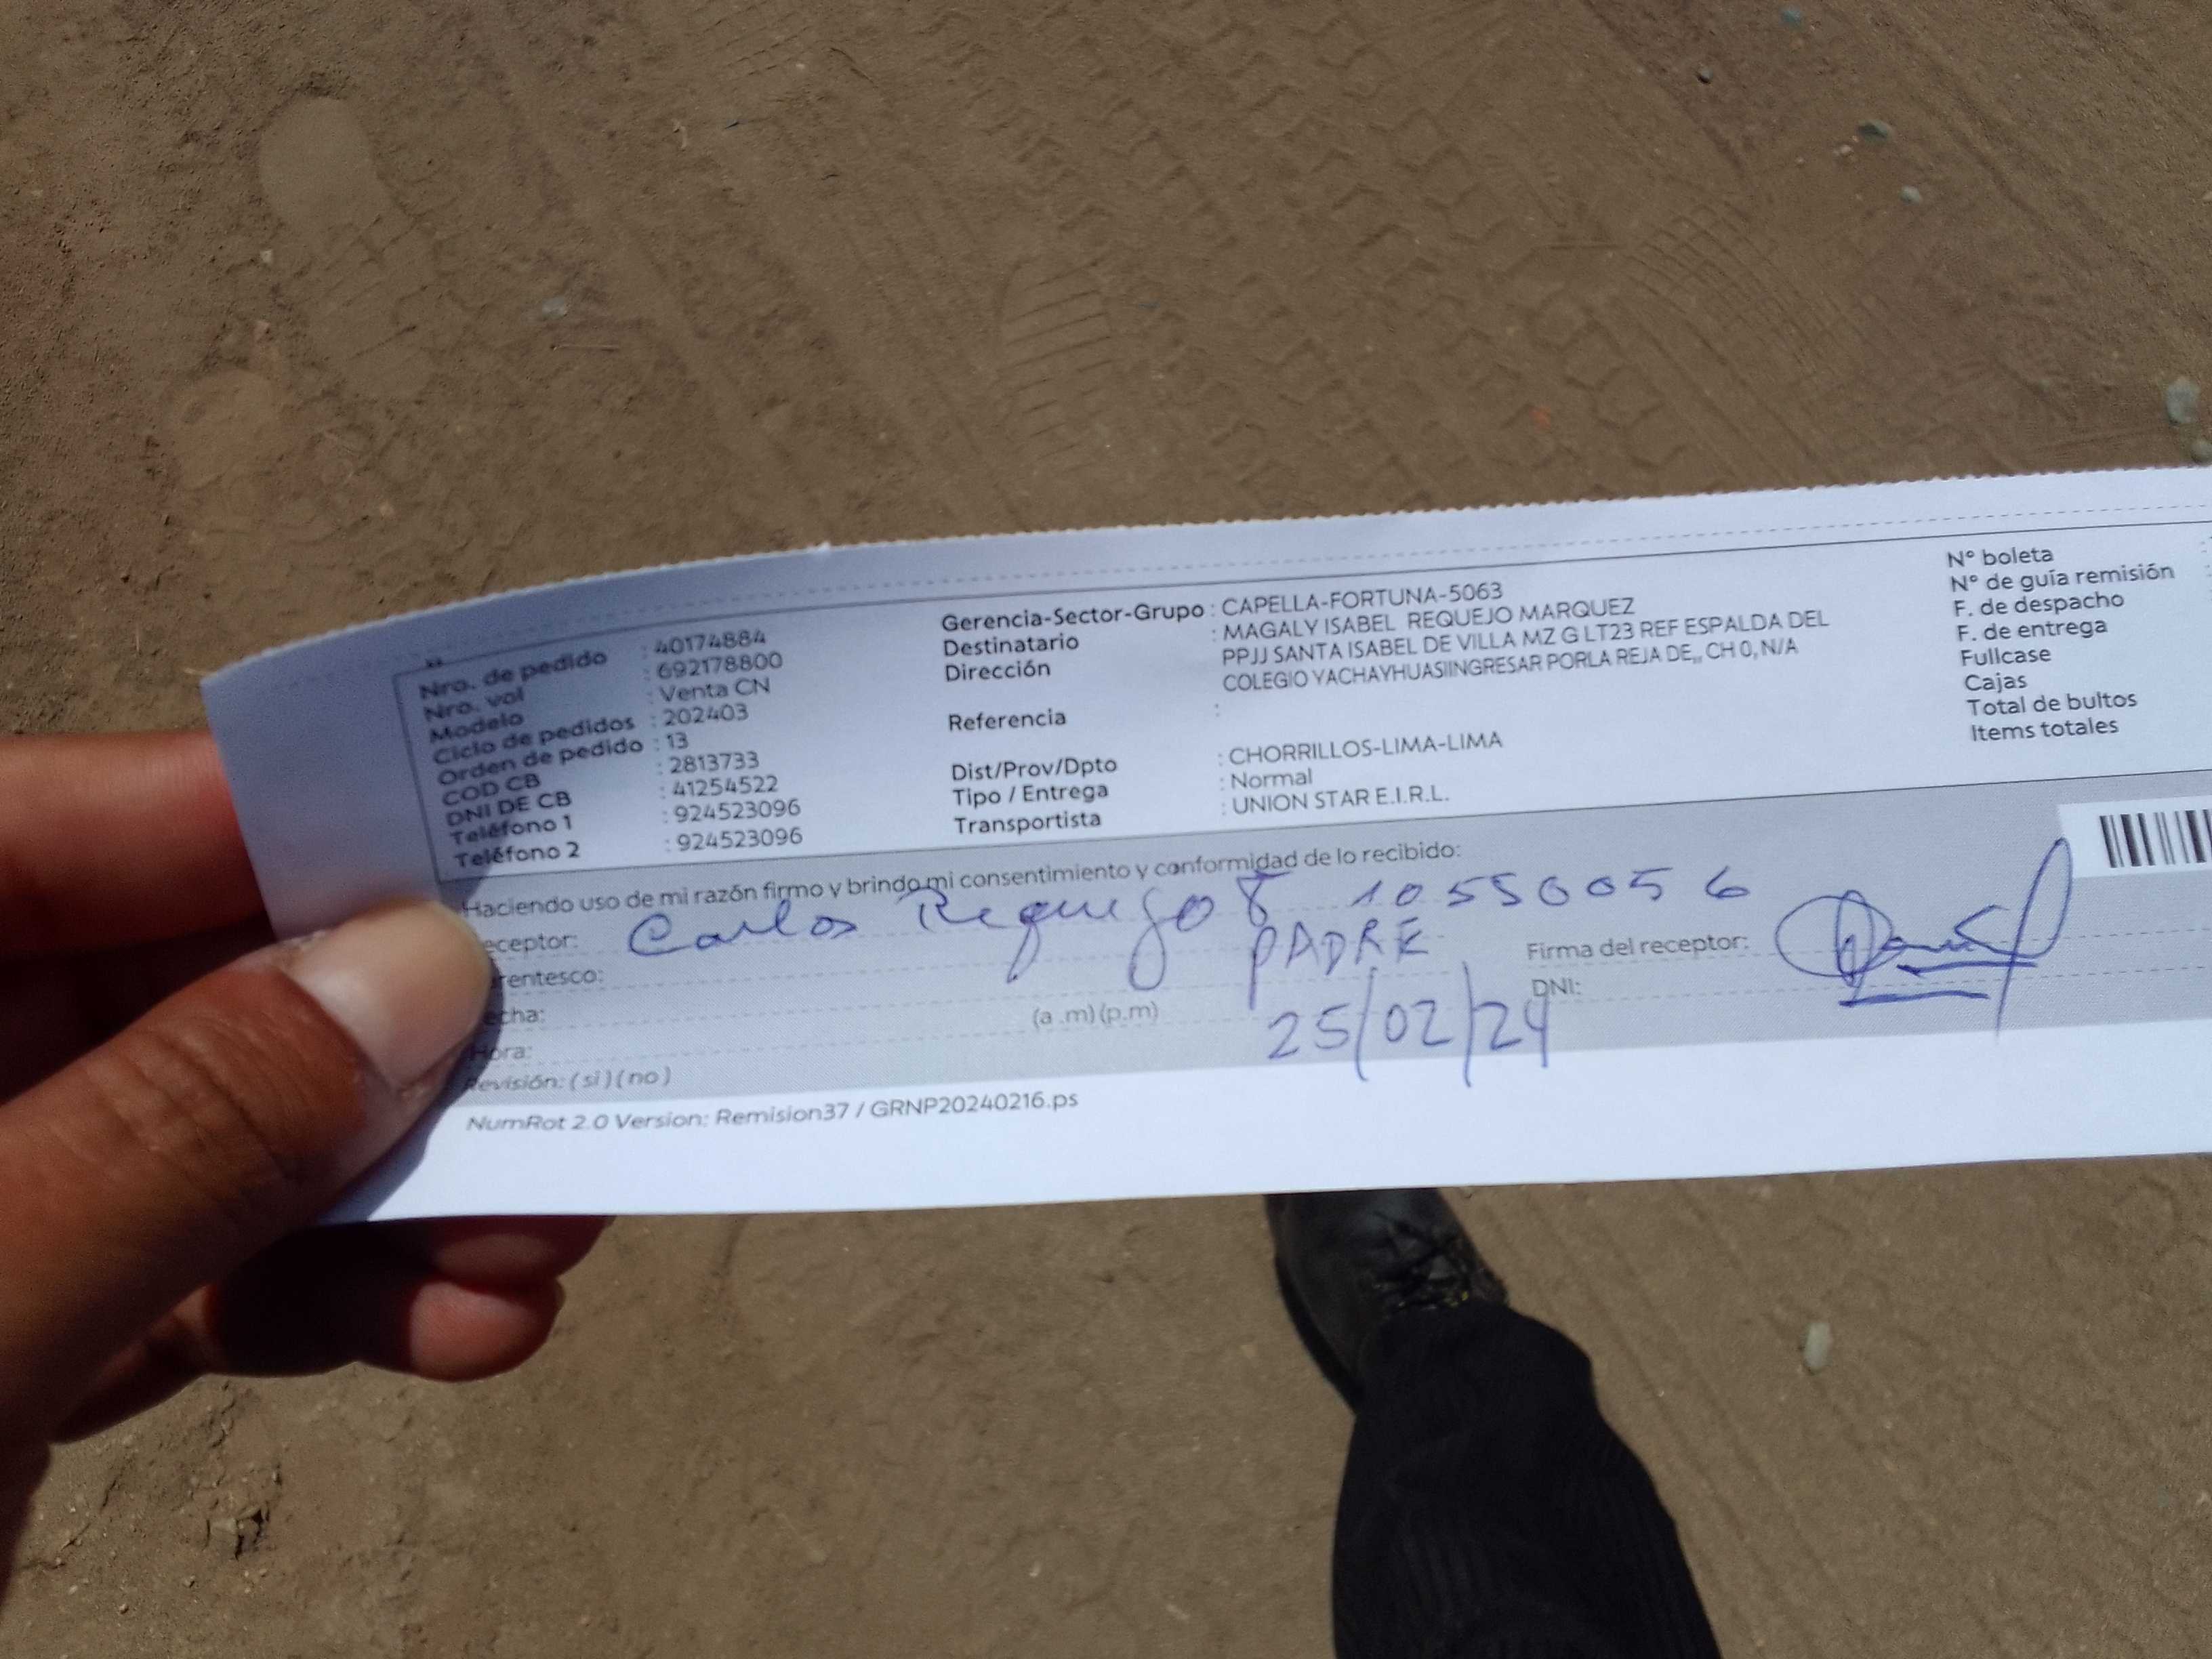 Nro. de pedido : 40174884
Nro. vol : 692178800
Modelo : Venta CN
Ciclo de pedidos : 202403
Orden de pedido : 13
COD CB : 2813733
DNI DE CB : 41254522
Teléfono 1 : 924523096
Teléfono 2 : 924523096
Gerencia-Sector-Grupo : CAPELLA-FORTUNA-5063
Destinatario : MAGALY ISABEL REQUEJO MARQUEZ
Dirección PPJJ SANTA ISABEL DE VILLA MZ G LT23 REF ESPALDA DEL
COLEGIO YACHAYHUASIINGRESAR PORLA REJA DE,, CH 0, N/A
Referencia :
Dist/Prov/Dpto : CHORRILLOS-LIMA-LIMA
Tipo / Entrega : Normal
Transportista : UNION STAR E.I.R.L.
N° boleta
N° de guía remisión
F. de despacho
F. de entrega
Fullcase
Cajas
Total de bultos
Items totales
Haciendo uso de mi razón firmo y brindo mi consentimiento y conformidad de lo recibido:
eceptor: Carlos Requejo T 10550056
rentesco: PADRE
Firma del receptor:
echa: 25/02/24
DNI:
Hora: (a .m) (p.m)
Revisión: ( si ) ( no )
NumRot 2.0 Version: Remision37 / GRNP20240216.ps